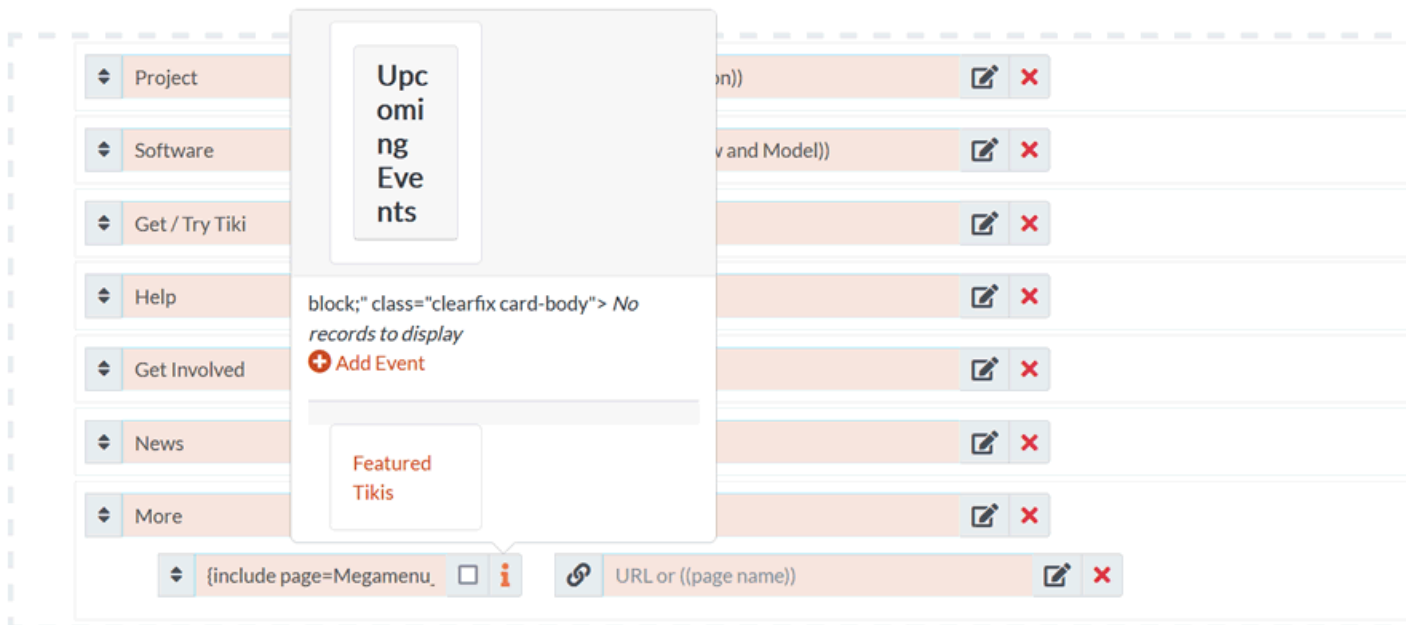 Project
on))
Software
w and Model))
Get / Try Tiki
Help
Get Involved
News
More
Upc
omi
ng
Eve
nts
block;" class="clearfix card-body"> No
records to display
Add Event
Featured
Tikis
{include page=Megamenu_
URL or ((page name))